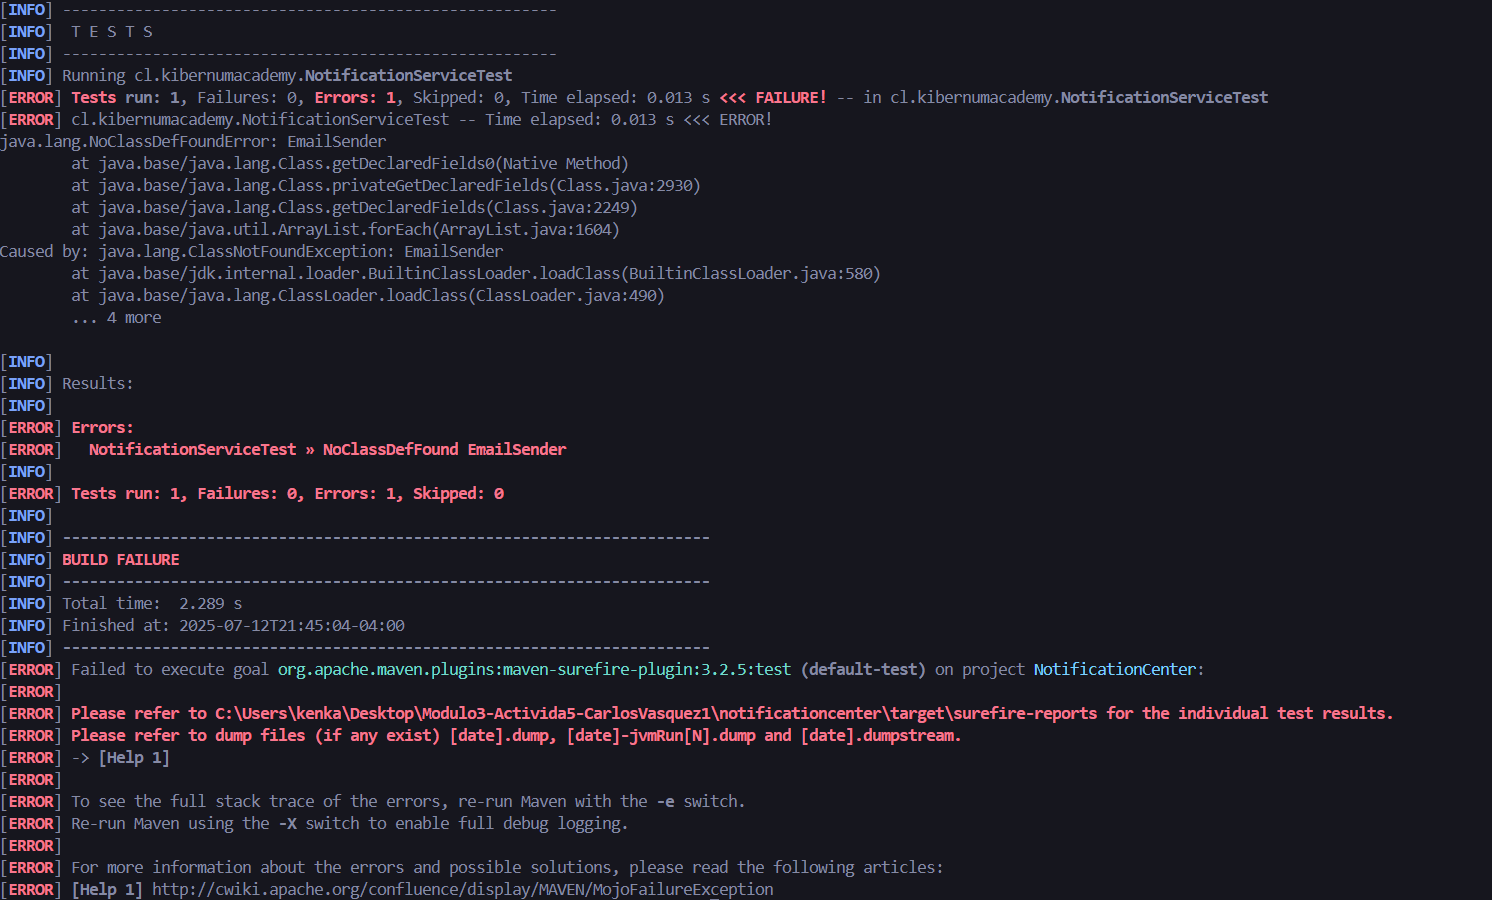 [INFO] -------------------------------------------------------
[INFO]  T E S T S
[INFO] -------------------------------------------------------
[INFO] Running cl.kibernumacademy.NotificationServiceTest
[ERROR] Tests run: 1, Failures: 0, Errors: 1, Skipped: 0, Time elapsed: 0.013 s <<< FAILURE! -- in cl.kibernumacademy.NotificationServiceTest
[ERROR] cl.kibernumacademy.NotificationServiceTest -- Time elapsed: 0.013 s <<< ERROR!
java.lang.NoClassDefFoundError: EmailSender
        at java.base/java.lang.Class.getDeclaredFields0(Native Method)
        at java.base/java.lang.Class.privateGetDeclaredFields(Class.java:2930)
        at java.base/java.lang.Class.getDeclaredFields(Class.java:2249)
        at java.base/java.util.ArrayList.forEach(ArrayList.java:1604)
Caused by: java.lang.ClassNotFoundException: EmailSender
        at java.base/jdk.internal.loader.BuiltinClassLoader.loadClass(BuiltinClassLoader.java:580)
        at java.base/java.lang.ClassLoader.loadClass(ClassLoader.java:490)
        ... 4 more
[INFO]
[INFO] Results:
[INFO]
[ERROR] Errors:
[ERROR]   NotificationServiceTest » NoClassDefFound EmailSender
[INFO]
[ERROR] Tests run: 1, Failures: 0, Errors: 1, Skipped: 0
[INFO]
[INFO] ------------------------------------------------------------------------
[INFO] BUILD FAILURE
[INFO] ------------------------------------------------------------------------
[INFO] Total time:  2.289 s
[INFO] Finished at: 2025-07-12T21:45:04-04:00
[INFO] ------------------------------------------------------------------------
[ERROR] Failed to execute goal org.apache.maven.plugins:maven-surefire-plugin:3.2.5:test (default-test) on project NotificationCenter:
[ERROR]
[ERROR] Please refer to C:\Users\kenka\Desktop\Modulo3-Activida5-CarlosVasquez1\notificationcenter\target\surefire-reports for the individual test results.
[ERROR] Please refer to dump files (if any exist) [date].dump, [date]-jvmRun[N].dump and [date].dumpstream.
[ERROR] -> [Help 1]
[ERROR]
[ERROR] To see the full stack trace of the errors, re-run Maven with the -e switch.
[ERROR] Re-run Maven using the -X switch to enable full debug logging.
[ERROR]
[ERROR] For more information about the errors and possible solutions, please read the following articles:
[ERROR] [Help 1] http://cwiki.apache.org/confluence/display/MAVEN/MojoFailureException